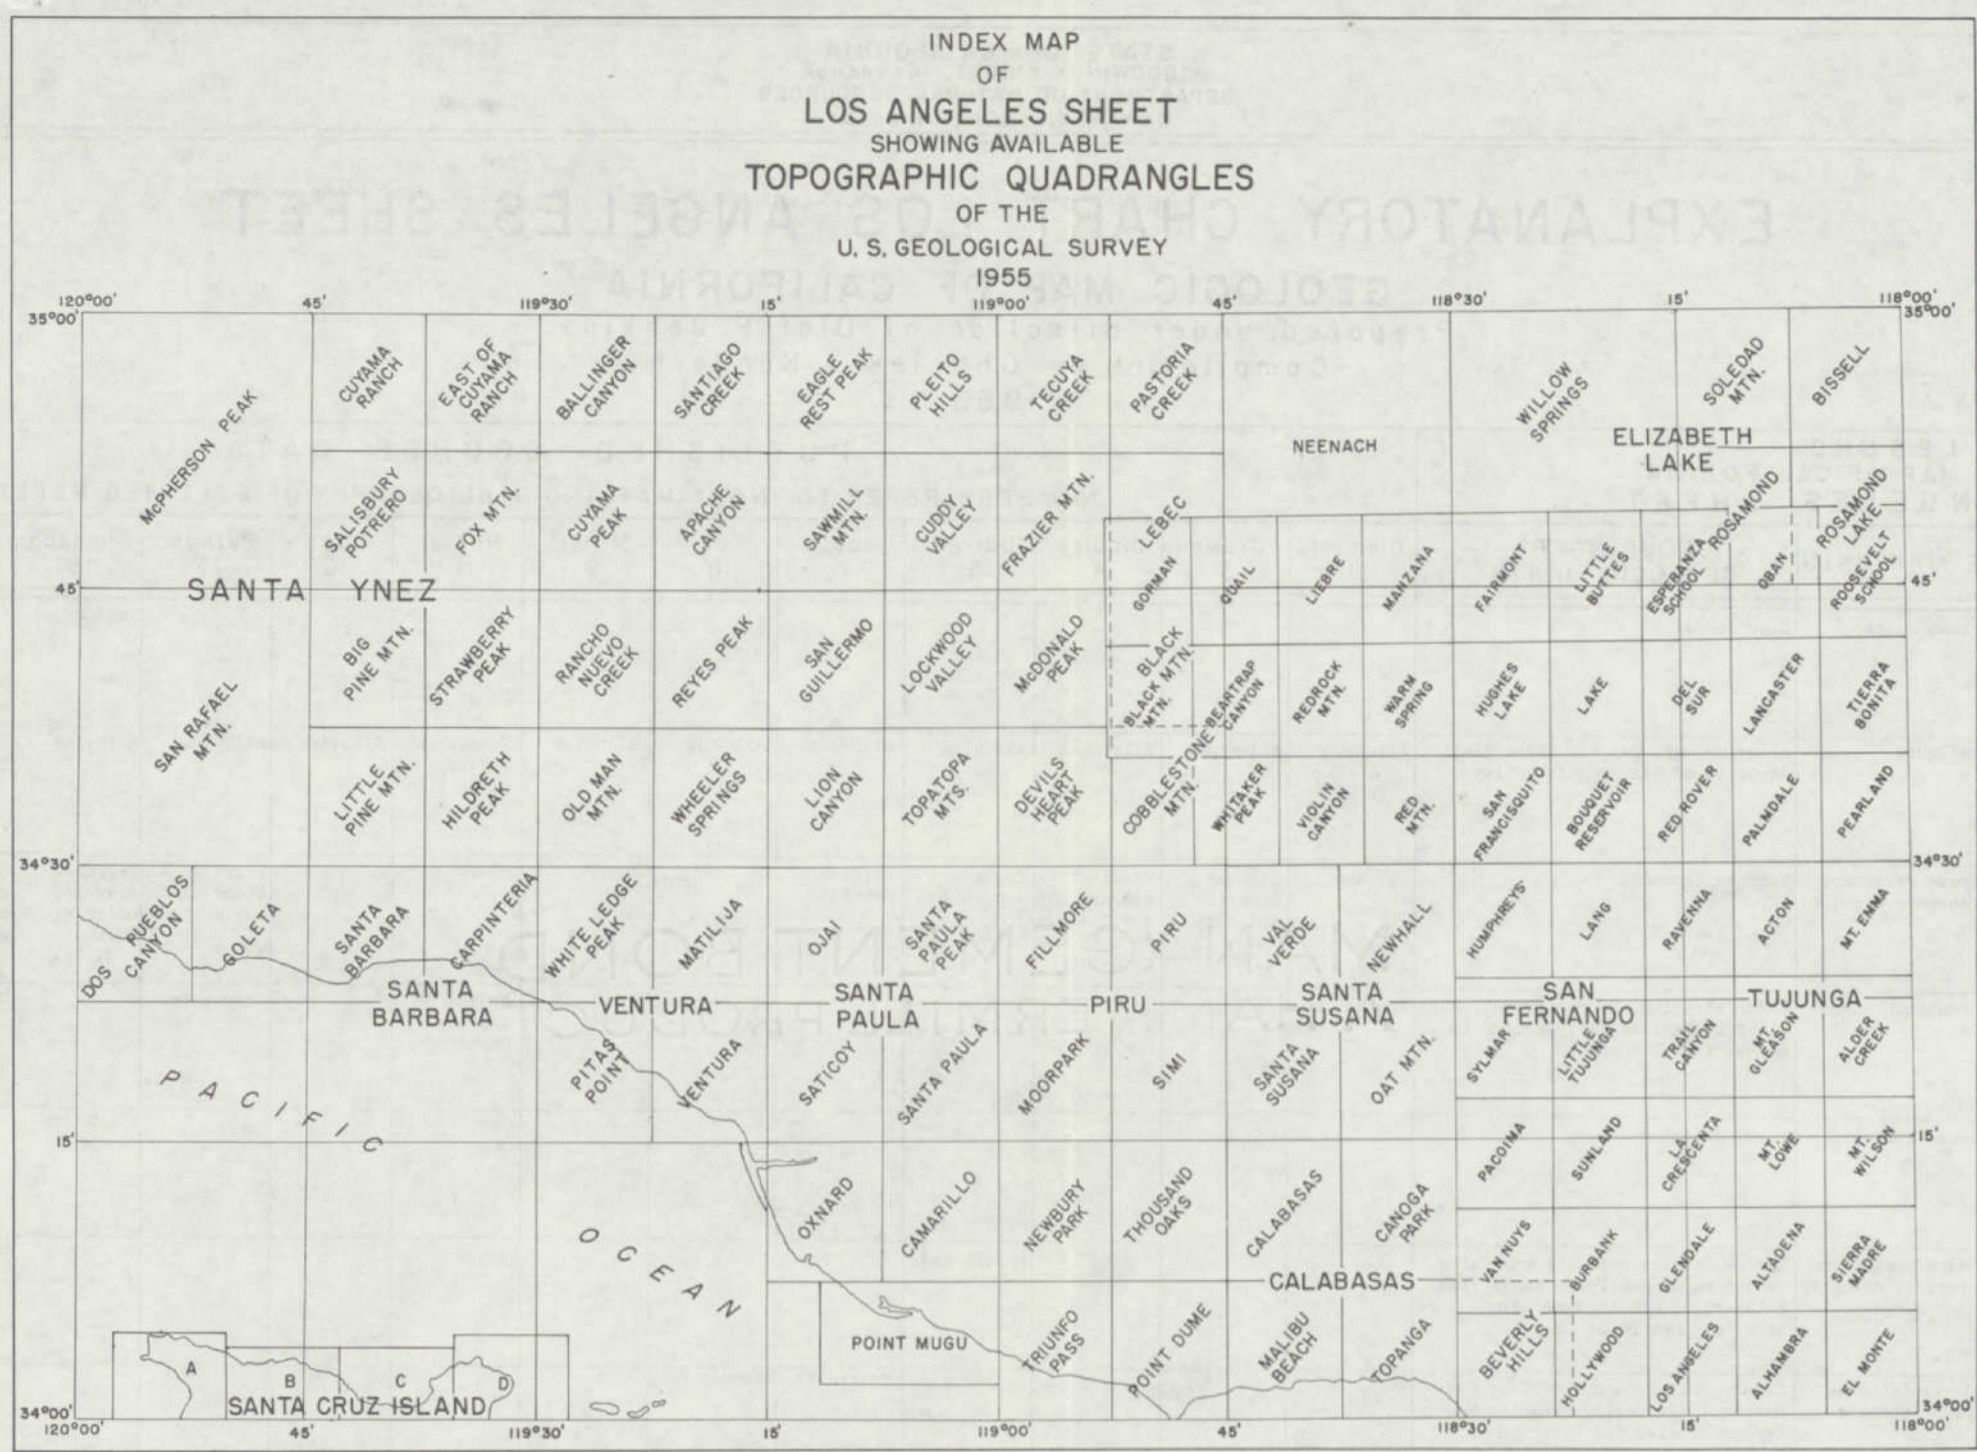 INDEX MAP
OF
LOS ANGELES SHEET
SHOWING AVAILABLE
TOPOGRAPHIC QUADRANGLES
OF THE
U. S. GEOLOGICAL SURVEY
1955
120°00'
45'
119°30'
15'
119°00'
45'
118°30'
15'
118°00'
35°00'
35°00'
McPHERSON PEAK
CUYAMA
RANCH
EAST OF
CUYAMA
RANCH
BALLINGER
CANYON
SANTIAGO
CREEK
EAGLE
REST PEAK
PLEITO
HILLS
TECUYA
CREEK
PASTORIA
CREEK
NEENACH
WILLOW
SPRINGS
ELIZABETH
LAKE
SOLEDAD
MTN.
BISSELL
SALISBURY
POTRERO
FOX MTN.
CUYAMA
PEAK
APACHE
CANYON
SAWMILL
MTN.
CUDDY
VALLEY
FRAZIER MTN.
LEBEC
GORMAN
QUAIL
LIEBRE
MANZANA
FAIRMONT
LITTLE
BUTTES
ESPERANZA
SCHOOL
ROSAMOND
OBAN
ROSAMOND
LAKE
ROOSEVELT
SCHOOL
45'
SANTA YNEZ
45'
SAN RAFAEL
MTN.
BIG
PINE MTN.
STRAWBERRY
PEAK
RANCHO
NUEVO
CREEK
REYES PEAK
SAN
GUILLERMO
LOCKWOOD
VALLEY
McDONALD
PEAK
BLACK
MTN.
BLACK MTN.
BEARTRAP
CANYON
REDROCK
MTN.
WARM
SPRING
HUGHES
LAKE
LAKE
DEL
SUR
LANCASTER
TIERRA
BONITA
LITTLE
PINE MTN.
HILDRETH
PEAK
OLD MAN
MTN.
WHEELER
SPRINGS
LION
CANYON
TOPATOPA
MTS.
DEVILS
HEART
PEAK
COBBLESTONE
MTN.
WHITAKER
PEAK
VIOLIN
CANYON
RED
MTN.
SAN
FRANCISQUITO
BOUQUET
RESERVOIR
RED ROVER
PALMDALE
PEARLAND
34°30'
34°30'
DOS PUEBLOS
CANYON
GOLETA
SANTA
BARBARA
CARPINTERIA
WHITE LEDGE
PEAK
MATILIJA
OJAI
SANTA
PAULA
PEAK
FILLMORE
PIRU
VAL
VERDE
NEWHALL
HUMPHREYS
LANG
RAVENNA
ACTON
MT. EMMA
SANTA
BARBARA
VENTURA
SANTA
PAULA
PIRU
SANTA
SUSANA
SAN
FERNANDO
TUJUNGA
PITAS
POINT
VENTURA
SATICOY
SANTA PAULA
MOORPARK
SIMI
SANTA
SUSANA
OAT MTN.
SYLMAR
LITTLE
TUJUNGA
TRAIL
CANYON
MT.
GLEASON
ALDER
CREEK
PACIFIC
15'
15'
OXNARD
CAMARILLO
NEWBURY
PARK
THOUSAND
OAKS
CALABASAS
CANOGA
PARK
PACOIMA
SUNLAND
LA
CRESCENTA
MT.
LOWE
MT.
WILSON
OCEAN
CALABASAS
VAN NUYS
BURBANK
GLENDALE
ALTADENA
SIERRA
MADRE
POINT MUGU
TRIUNFO
PASS
POINT DUME
MALIBU
BEACH
TOPANGA
BEVERLY
HILLS
HOLLYWOOD
LOS ANGELES
ALHAMBRA
EL MONTE
A
B
C
D
SANTA CRUZ ISLAND
34°00'
34°00'
120°00'
45'
119°30'
15'
119°00'
45'
118°30'
15'
118°00'